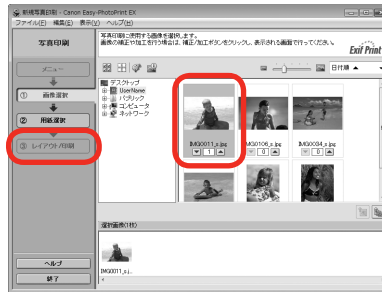 新規写真印刷 - Canon Easy-PhotoPrint EX
ファイル(F) 編集(E) 表示(V) ヘルプ(H)
写真印刷
写真印刷に使用する画像を選択します。
画像の補正や加工を行う場合は、補正/加工ボタンをクリックし、表示される画面で行ってください。
Exif Print
メニュー
日付順 ▲
① 画像選択
② 用紙選択
③ レイアウト/印刷
デスクトップ
UserName
パブリック
コンピュータ
ネットワーク
IMG0011_s.jpg
IMG0106_s.jpg
IMG0034_s.jpg
1
0
0
選択画像(1枚)
IMG0011_s.j...
ヘルプ
終了